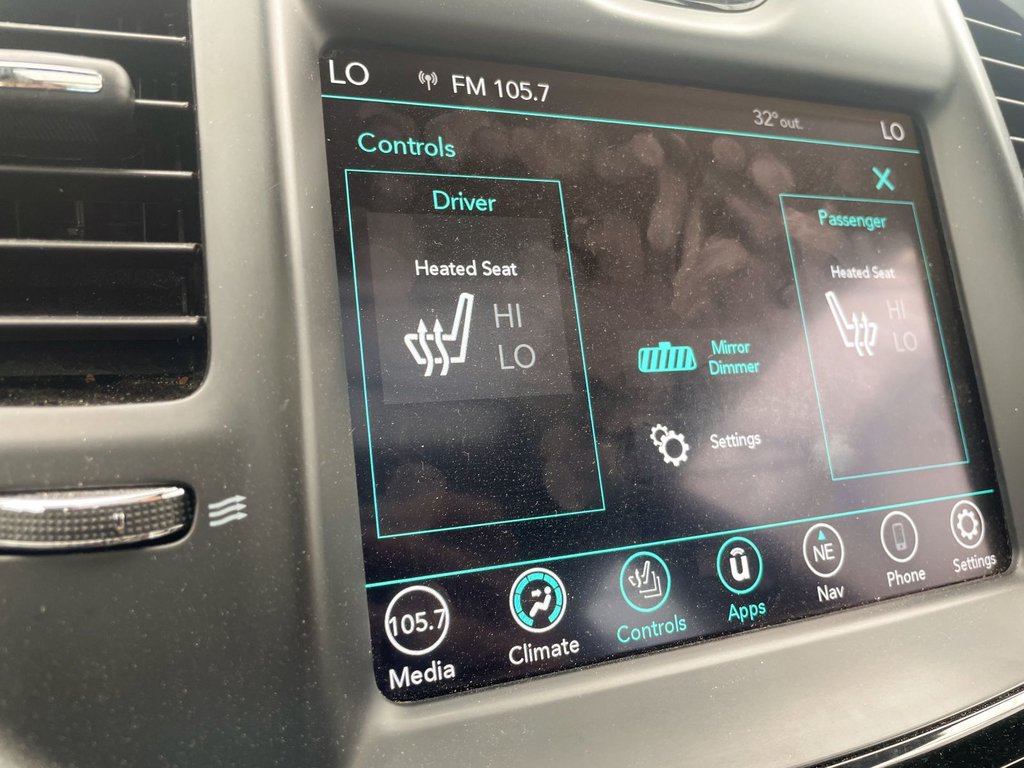 LO FM 105.7 32° out. LO
Controls X
Driver
Heated Seat
HI
LO
Mirror
Dimmer
Settings
Passenger
Heated Seat
HI
LO
105.7
Media
Climate
Controls
Apps
NE
Nav
Phone
Settings